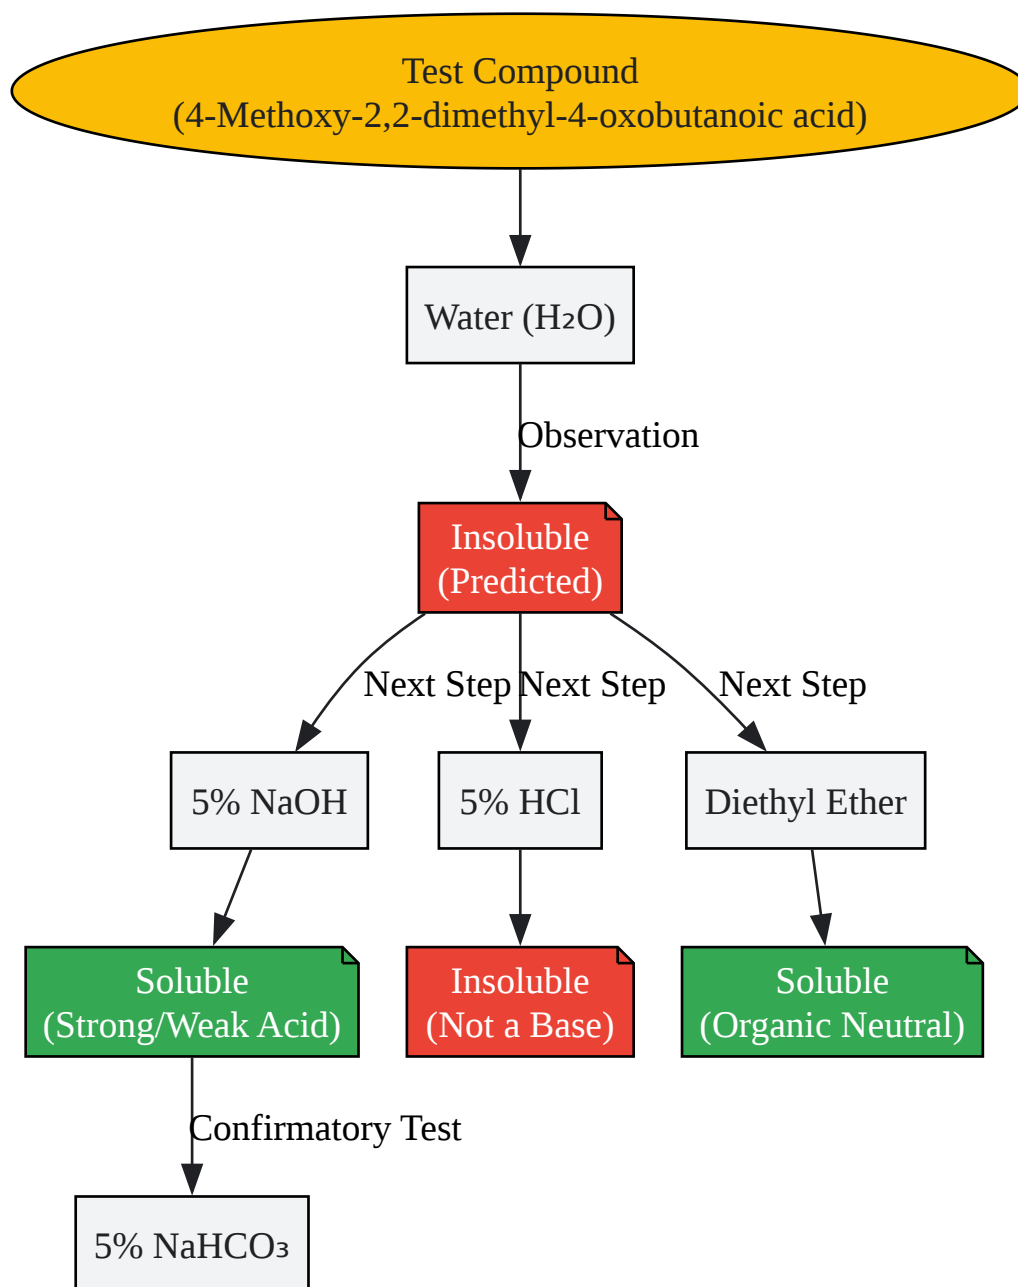 Test Compound
(4-Methoxy-2,2-dimethyl-4-oxobutanoic acid)
Water (H₂O)
Observation
Insoluble
(Predicted)
Next Step
Next Step
Next Step
5% NaOH
5% HCl
Diethyl Ether
Soluble
(Strong/Weak Acid)
Insoluble
(Not a Base)
Soluble
(Organic Neutral)
Confirmatory Test
5% NaHCO₃